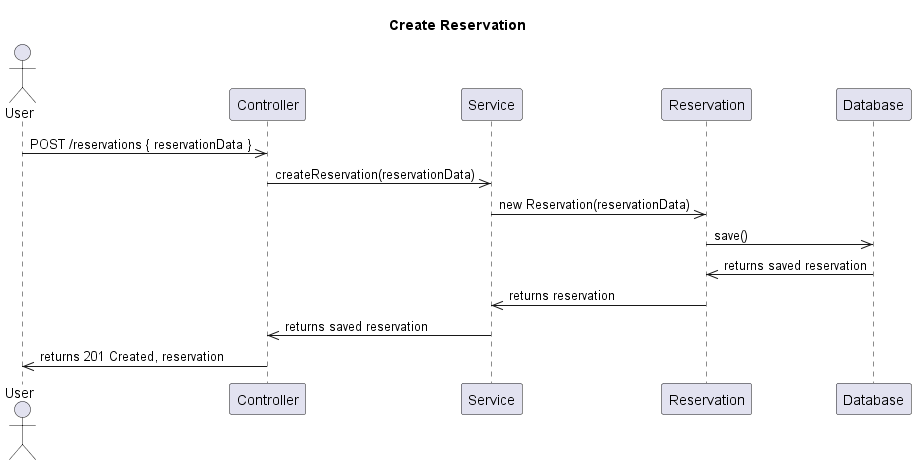 Create Reservation
User
Controller
Service
Reservation
Database
POST /reservations { reservationData }
createReservation(reservationData)
new Reservation(reservationData)
save()
returns saved reservation
returns reservation
returns saved reservation
returns 201 Created, reservation
User
Controller
Service
Reservation
Database